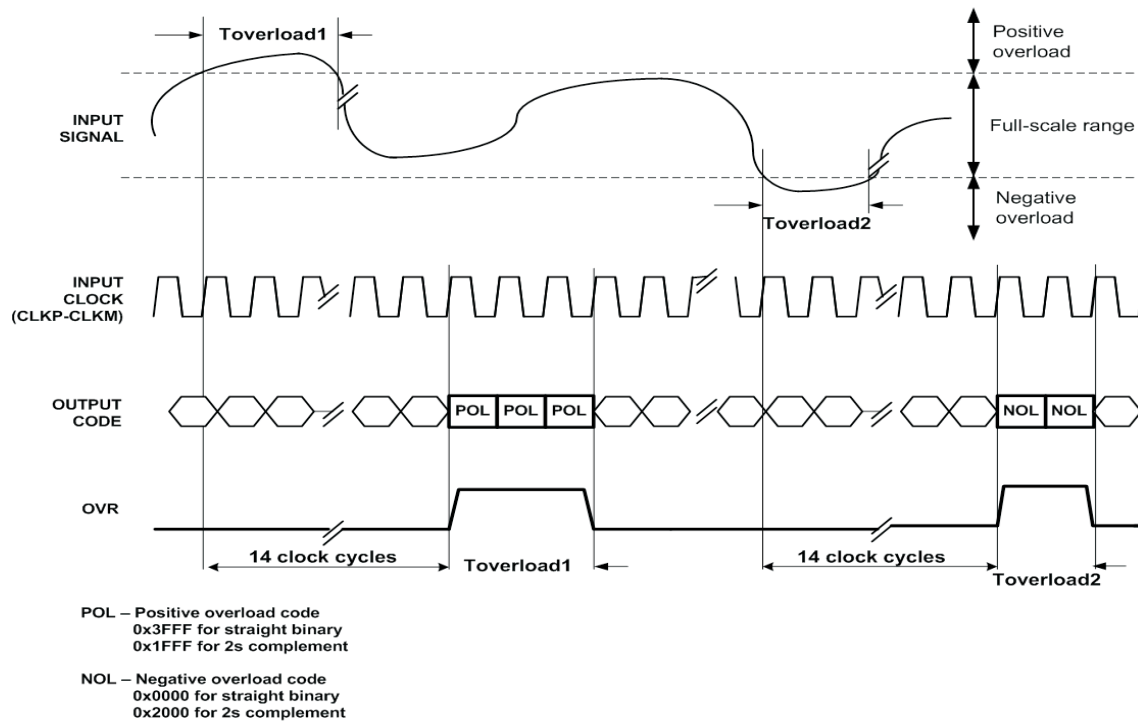 Toverload1
Positive
overload
INPUT
SIGNAL
Full-scale range
Negative
overload
Toverload2
INPUT
CLOCK
(CLKP-CLKM)
OUTPUT
CODE
POL POL POL
NOL NOL
OVR
14 clock cycles
Toverload1
14 clock cycles
Toverload2
POL – Positive overload code
0x3FFF for straight binary
0x1FFF for 2s complement
NOL – Negative overload code
0x0000 for straight binary
0x2000 for 2s complement